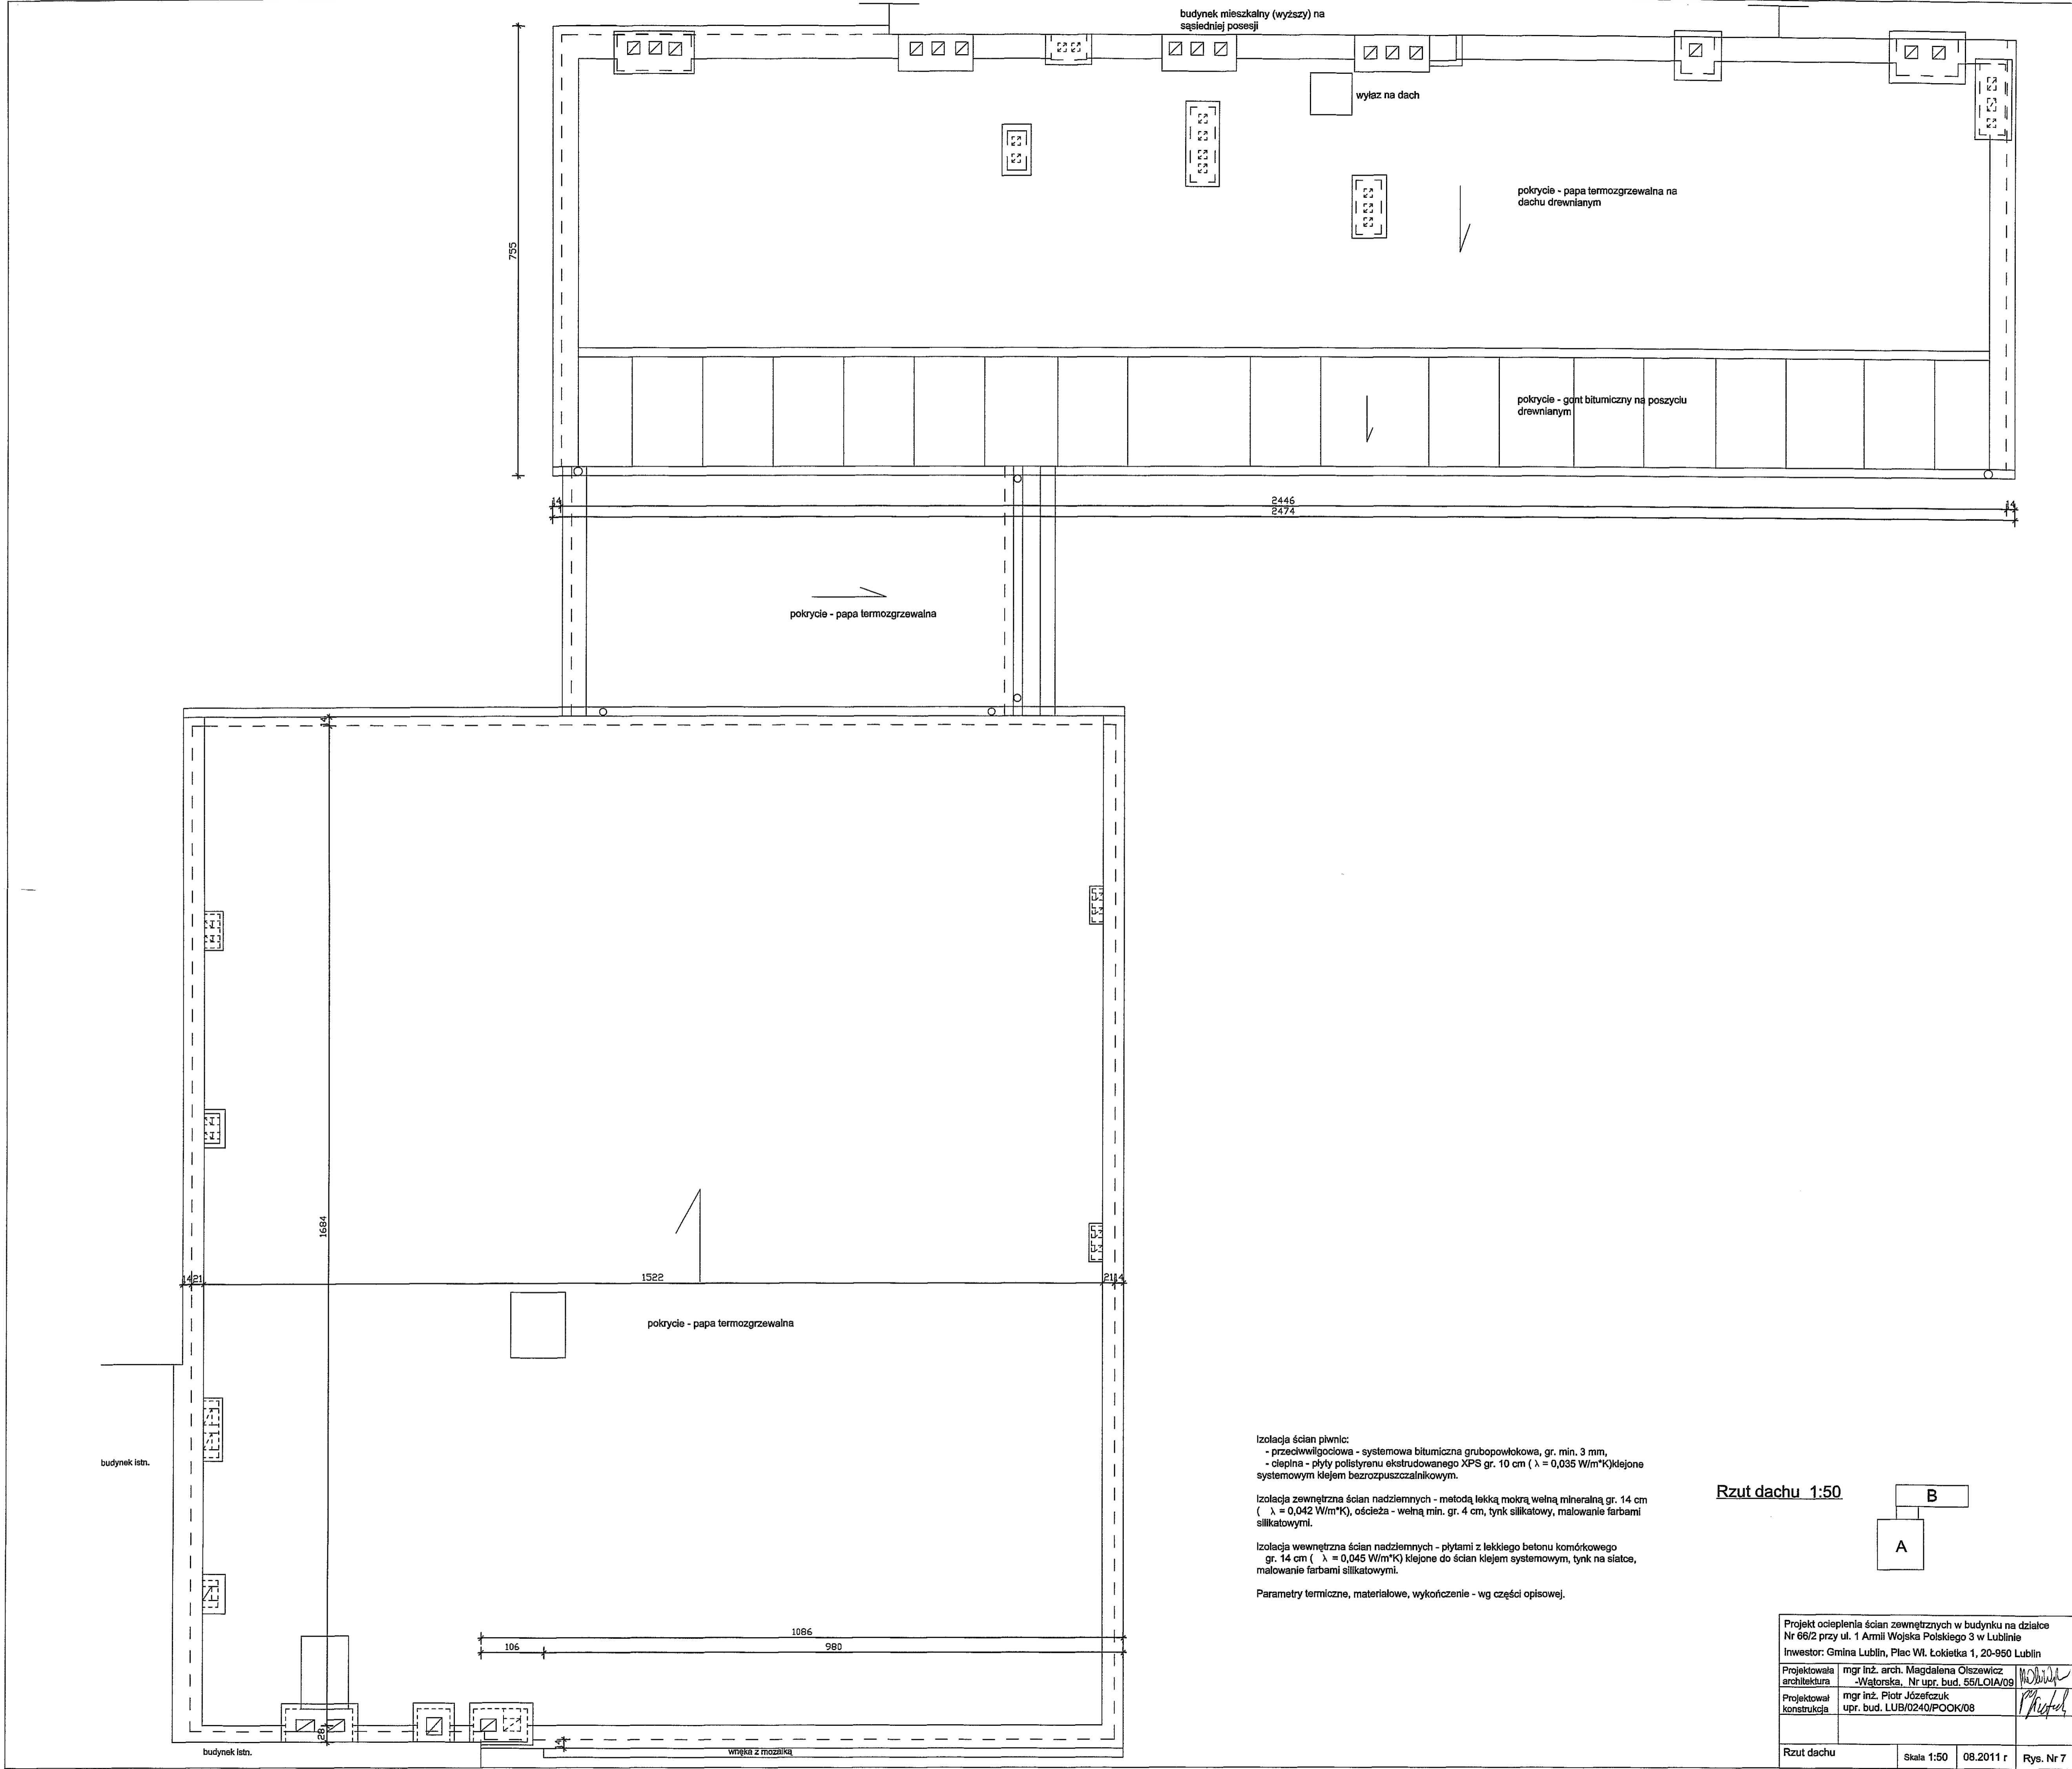 budynek mieszkalny (wyższy) na
sąsiedniej posesji
wyłaz na dach
pokrycie - papa termozgrzewalna na
dachu drewnianym
755
pokrycie - gont bitumiczny na poszyciu
drewnianym
14
2446
14
2474
pokrycie - papa termozgrzewalna
14
1684
14
21
1522
21
14
pokrycie - papa termozgrzewalna
budynek istn.
1086
106
980
28
14
budynek istn.
wnęka z mozaiką
Izolacja ścian piwnic:
- przeciwwilgociowa - systemowa bitumiczna grubopowłokowa, gr. min. 3 mm,
- cieplna - płyty polistyrenu ekstrudowanego XPS gr. 10 cm ( λ = 0,035 W/m*K)klejone
systemowym klejem bezrozpuszczalnikowym.
Izolacja zewnętrzna ścian nadziemnych - metodą lekką mokrą wełną mineralną gr. 14 cm
( λ = 0,042 W/m*K), ościeża - wełną min. gr. 4 cm, tynk silikatowy, malowanie farbami
silikatowymi.
Izolacja wewnętrzna ścian nadziemnych - płytami z lekkiego betonu komórkowego
gr. 14 cm ( λ = 0,045 W/m*K) klejone do ścian klejem systemowym, tynk na siatce,
malowanie farbami silikatowymi.
Parametry termiczne, materiałowe, wykończenie - wg części opisowej.
Rzut dachu 1:50
B
A
Projekt ocieplenia ścian zewnętrznych w budynku na działce
Nr 66/2 przy ul. 1 Armii Wojska Polskiego 3 w Lublinie
Inwestor: Gmina Lublin, Plac Wł. Łokietka 1, 20-950 Lublin
Projektowała
architektura
mgr inż. arch. Magdalena Olszewicz
-Wątorska, Nr upr. bud. 55/LOIA/09
Projektował
konstrukcja
mgr inż. Piotr Józefczuk
upr. bud. LUB/0240/POOK/08
Rzut dachu
Skala 1:50
08.2011 r
Rys. Nr 7